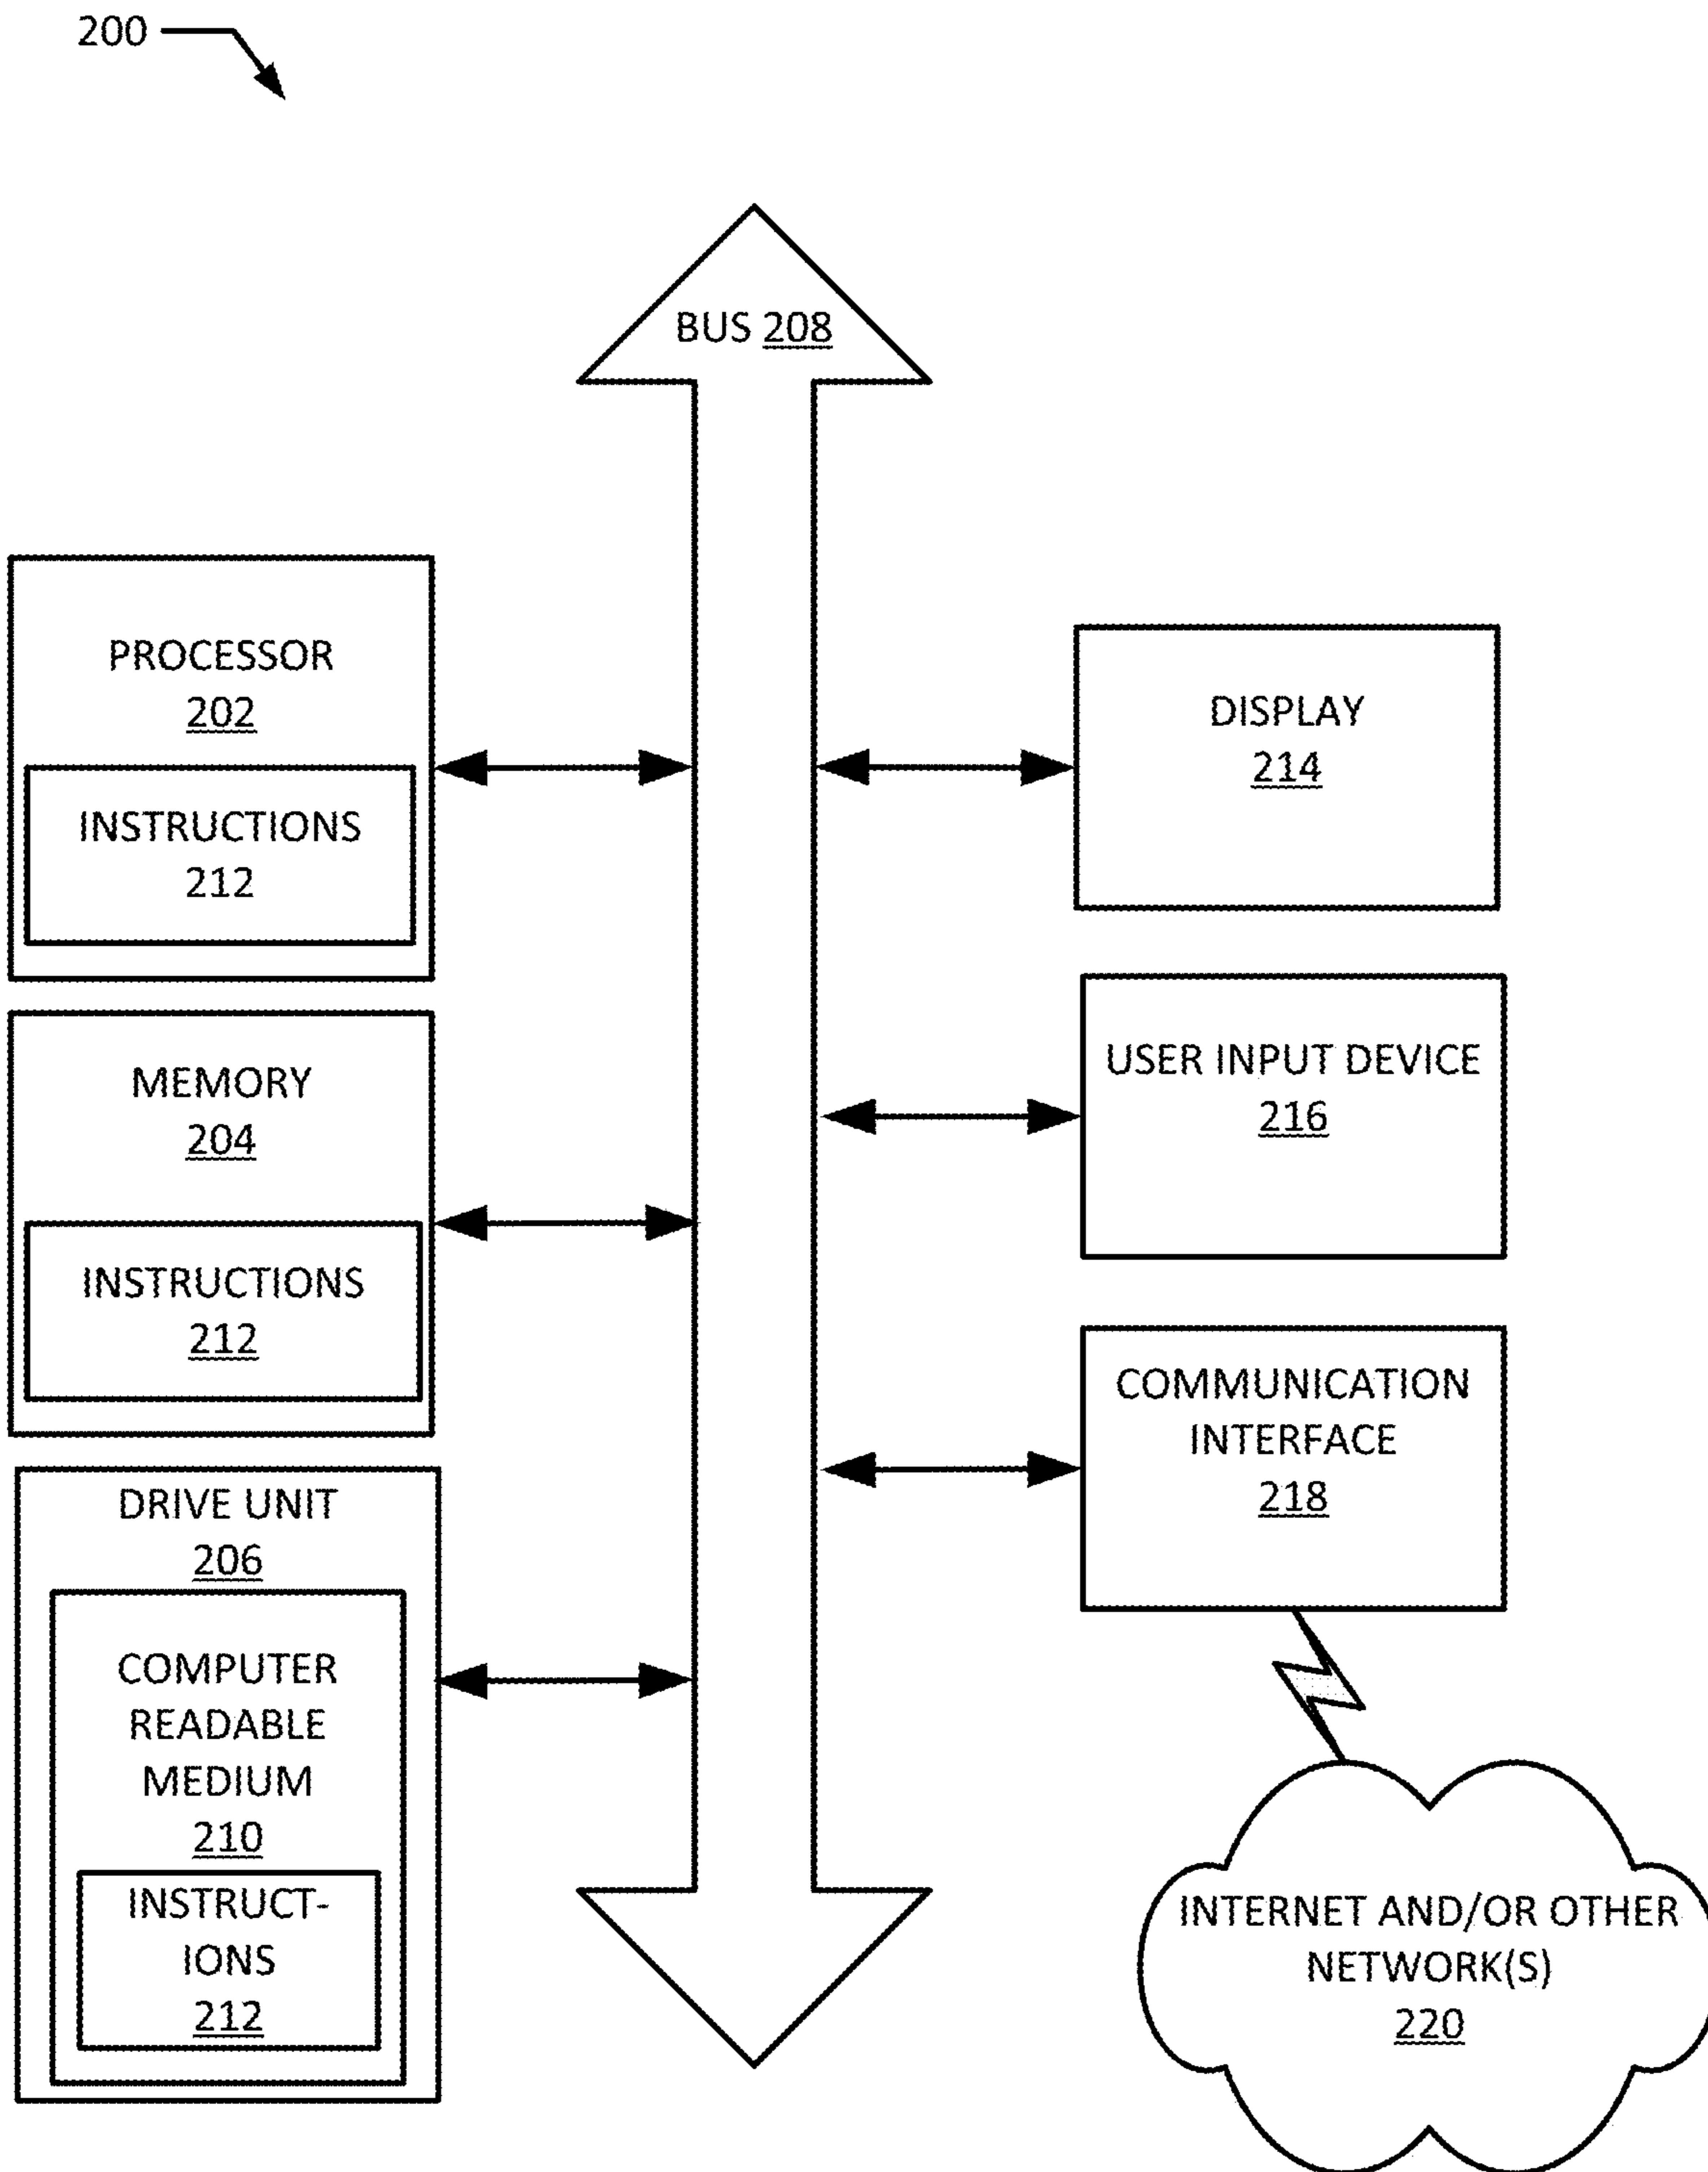 200
BUS 208
PROCESSOR
202
INSTRUCTIONS
212
MEMORY
204
INSTRUCTIONS
212
DRIVE UNIT
206
COMPUTER
READABLE
MEDIUM
210
INSTRUCT-
IONS
212
DISPLAY
214
USER INPUT DEVICE
216
COMMUNICATION
INTERFACE
218
INTERNET AND/OR OTHER
NETWORK(S)
220